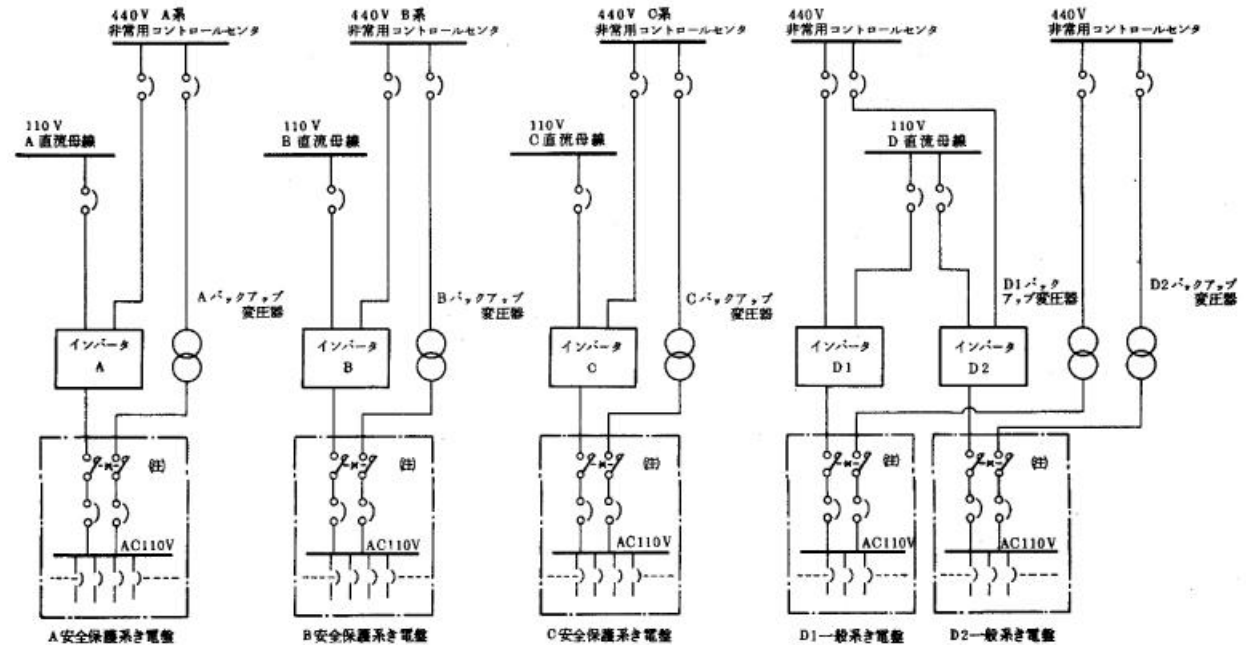 440V A系
非常用コントロールセンタ
440V B系
非常用コントロールセンタ
440V C系
非常用コントロールセンタ
440V
非常用コントロールセンタ
440V
非常用コントロールセンタ
110V
A直流母線
110V
B直流母線
110V
C直流母線
110V
D直流母線
Aバックアップ
変圧器
Bバックアップ
変圧器
Cバックアップ
変圧器
D1バック
アップ変圧器
D2バックアップ
変圧器
インバータ
A
インバータ
B
インバータ
C
インバータ
D1
インバータ
D2
(注)
(注)
(注)
(注)
(注)
AC110V
AC110V
AC110V
AC110V
AC110V
A安全保護系き電盤
B安全保護系き電盤
C安全保護系き電盤
D1一般系き電盤
D2一般系き電盤